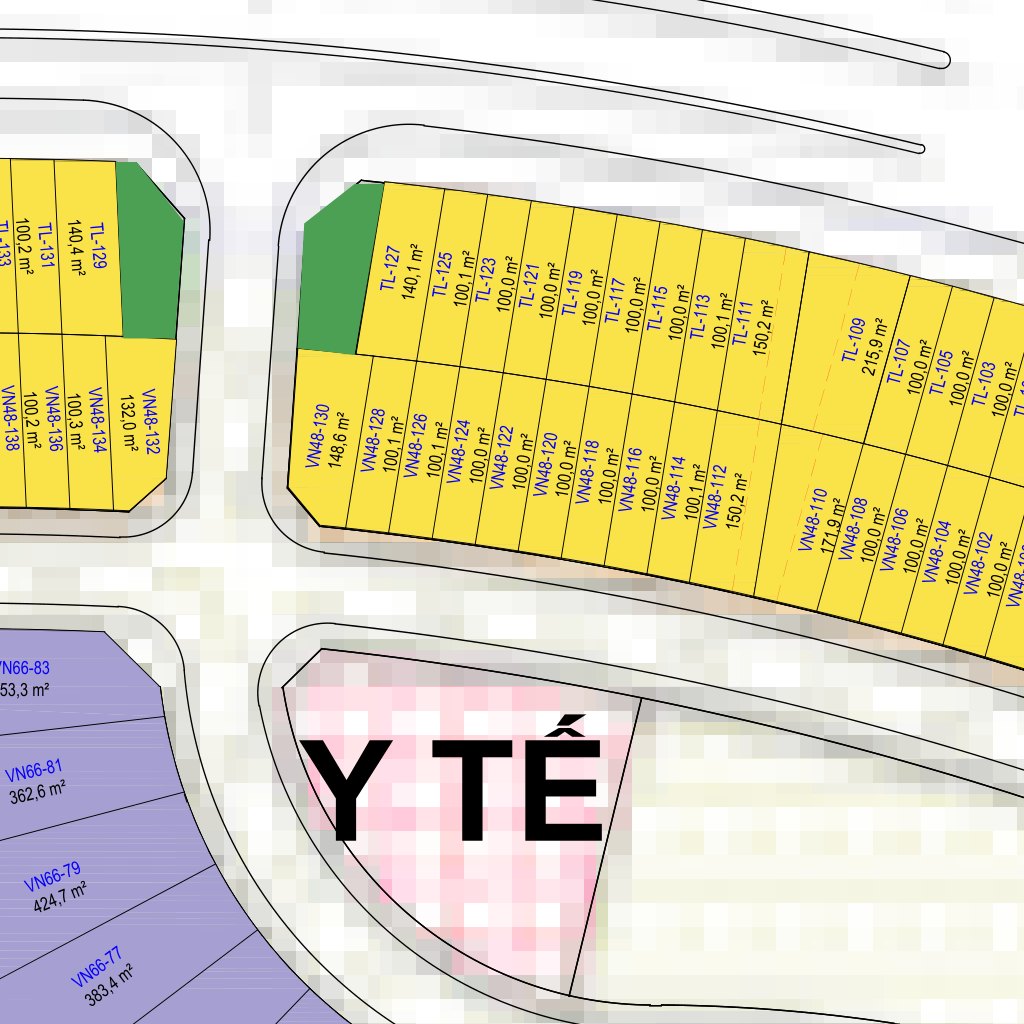 TL-133
100,2 m²
TL-131
140,4 m²
TL-129
VN48-138
100,2 m²
VN48-136
100,3 m²
VN48-134
132,0 m²
VN48-132
TL-127
140,1 m²
TL-125
100,1 m²
TL-123
100,0 m²
TL-121
100,0 m²
TL-119
100,0 m²
TL-117
100,0 m²
TL-115
100,0 m²
TL-113
100,1 m²
TL-111
150,2 m²
TL-109
215,9 m²
TL-107
100,0 m²
TL-105
100,0 m²
TL-103
100,0 m²
VN48-130
148,6 m²
VN48-128
100,1 m²
VN48-126
100,1 m²
VN48-124
100,0 m²
VN48-122
100,0 m²
VN48-120
100,0 m²
VN48-118
100,0 m²
VN48-116
100,0 m²
VN48-114
100,1 m²
VN48-112
150,2 m²
VN48-110
171,9 m²
VN48-108
100,0 m²
VN48-106
100,0 m²
VN48-104
100,0 m²
VN48-102
100,0 m²
VN66-83
53,3 m²
VN66-81
362,6 m²
VN66-79
424,7 m²
VN66-77
383,4 m²
Y TẾ